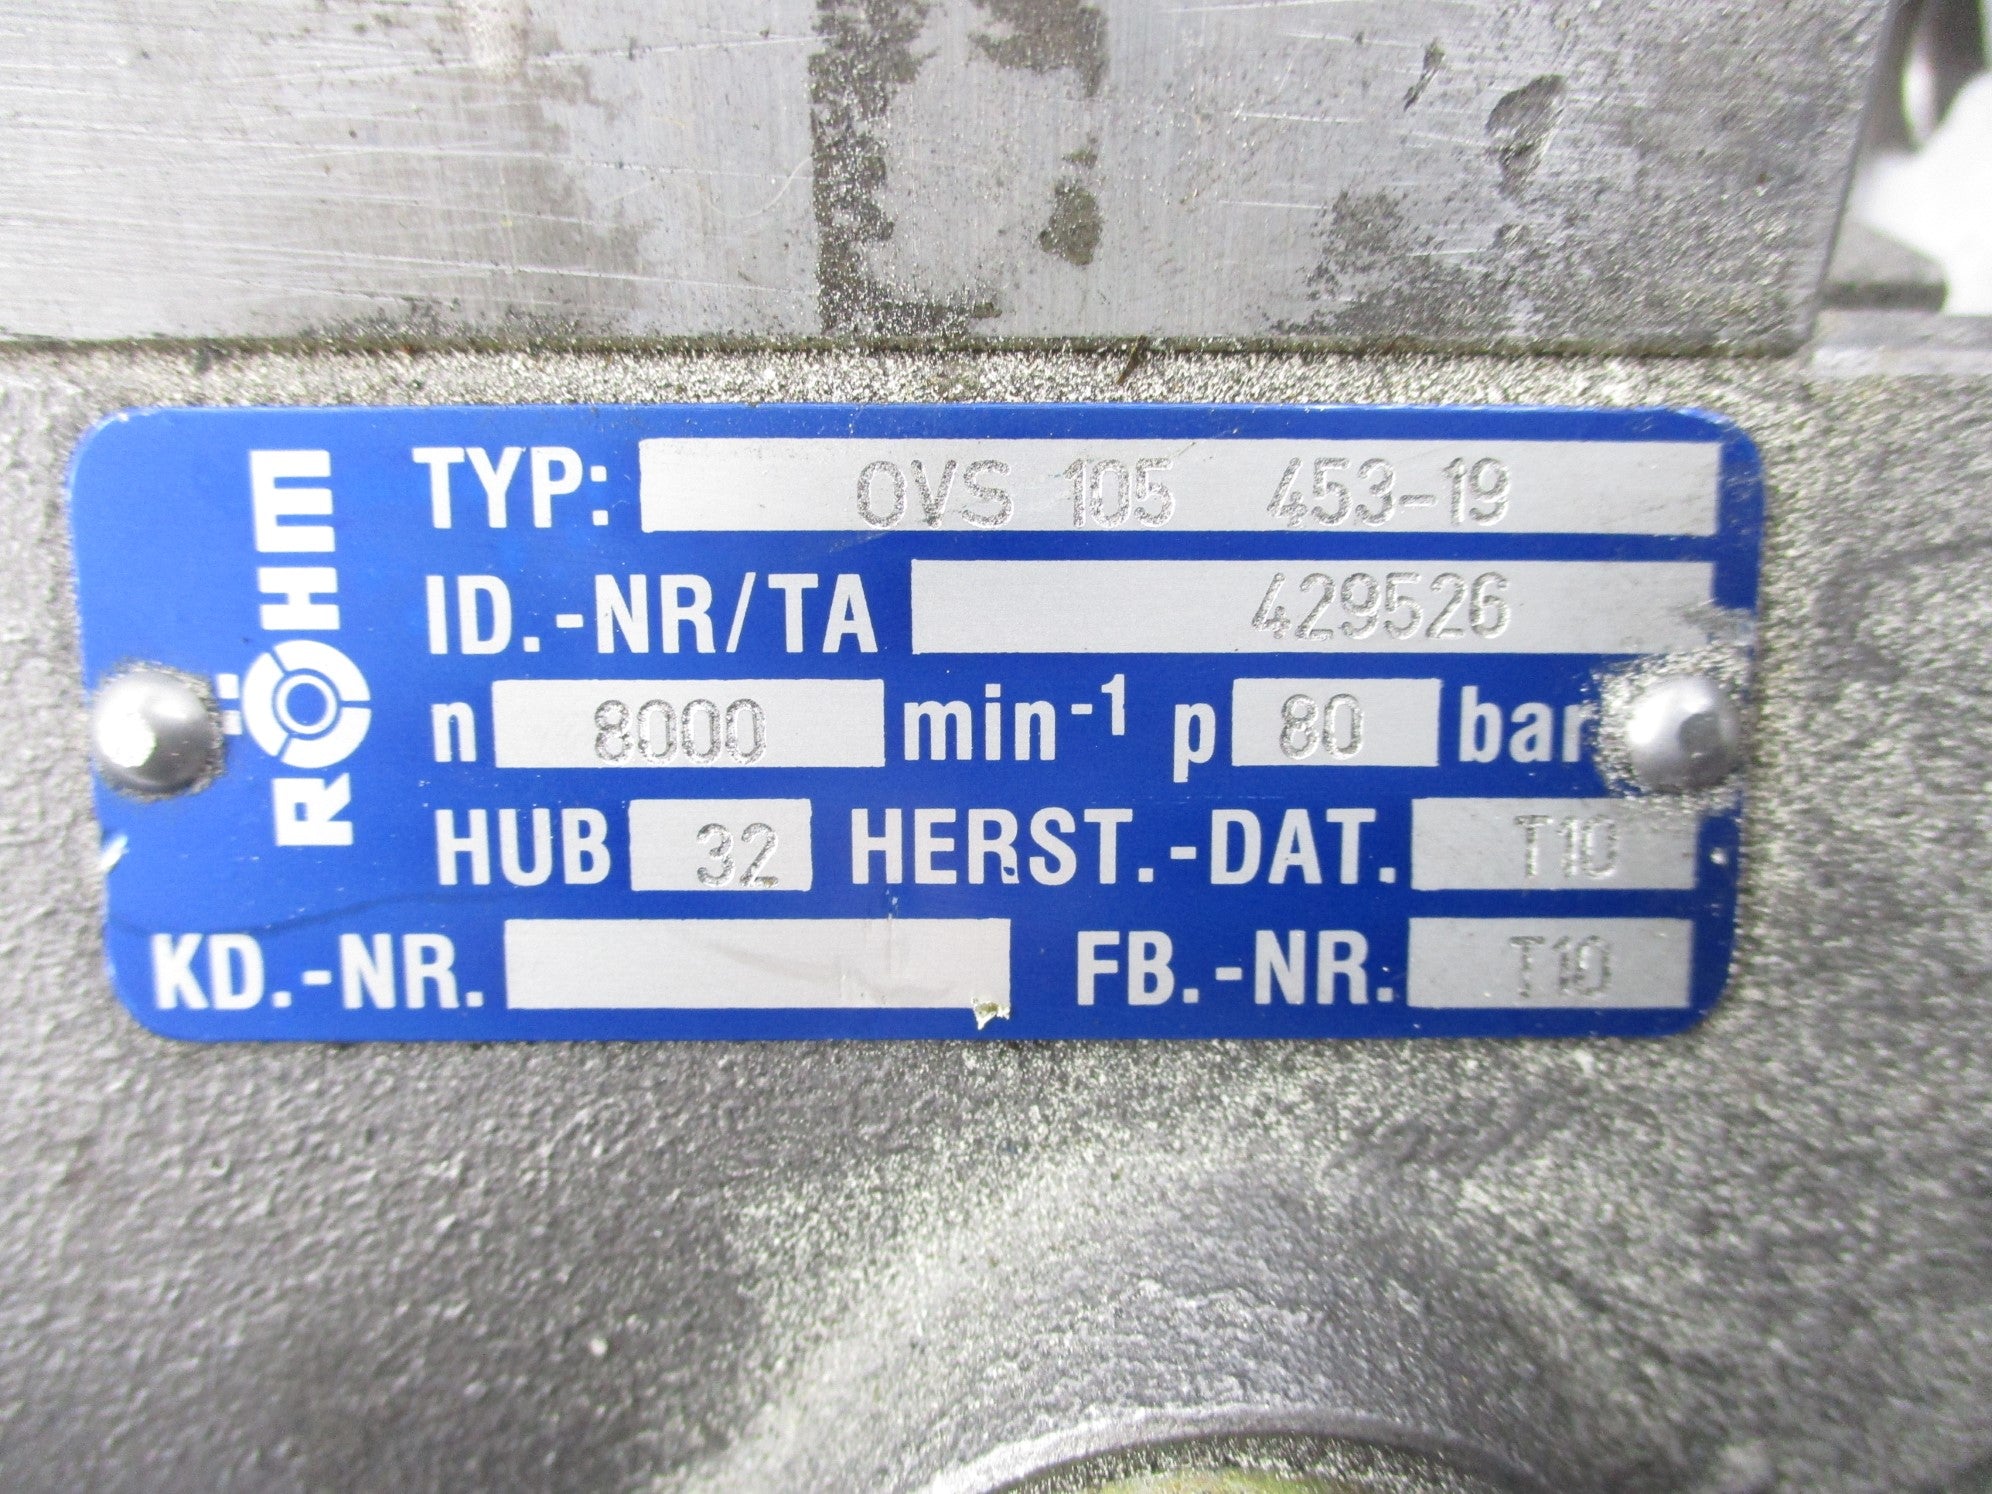 RÖHM
TYP: OVS 105 453-19
ID.-NR/TA 429526
n 8000 min-1 p 80 bar
HUB 32 HERST.-DAT. T10
KD.-NR. FB.-NR. T10